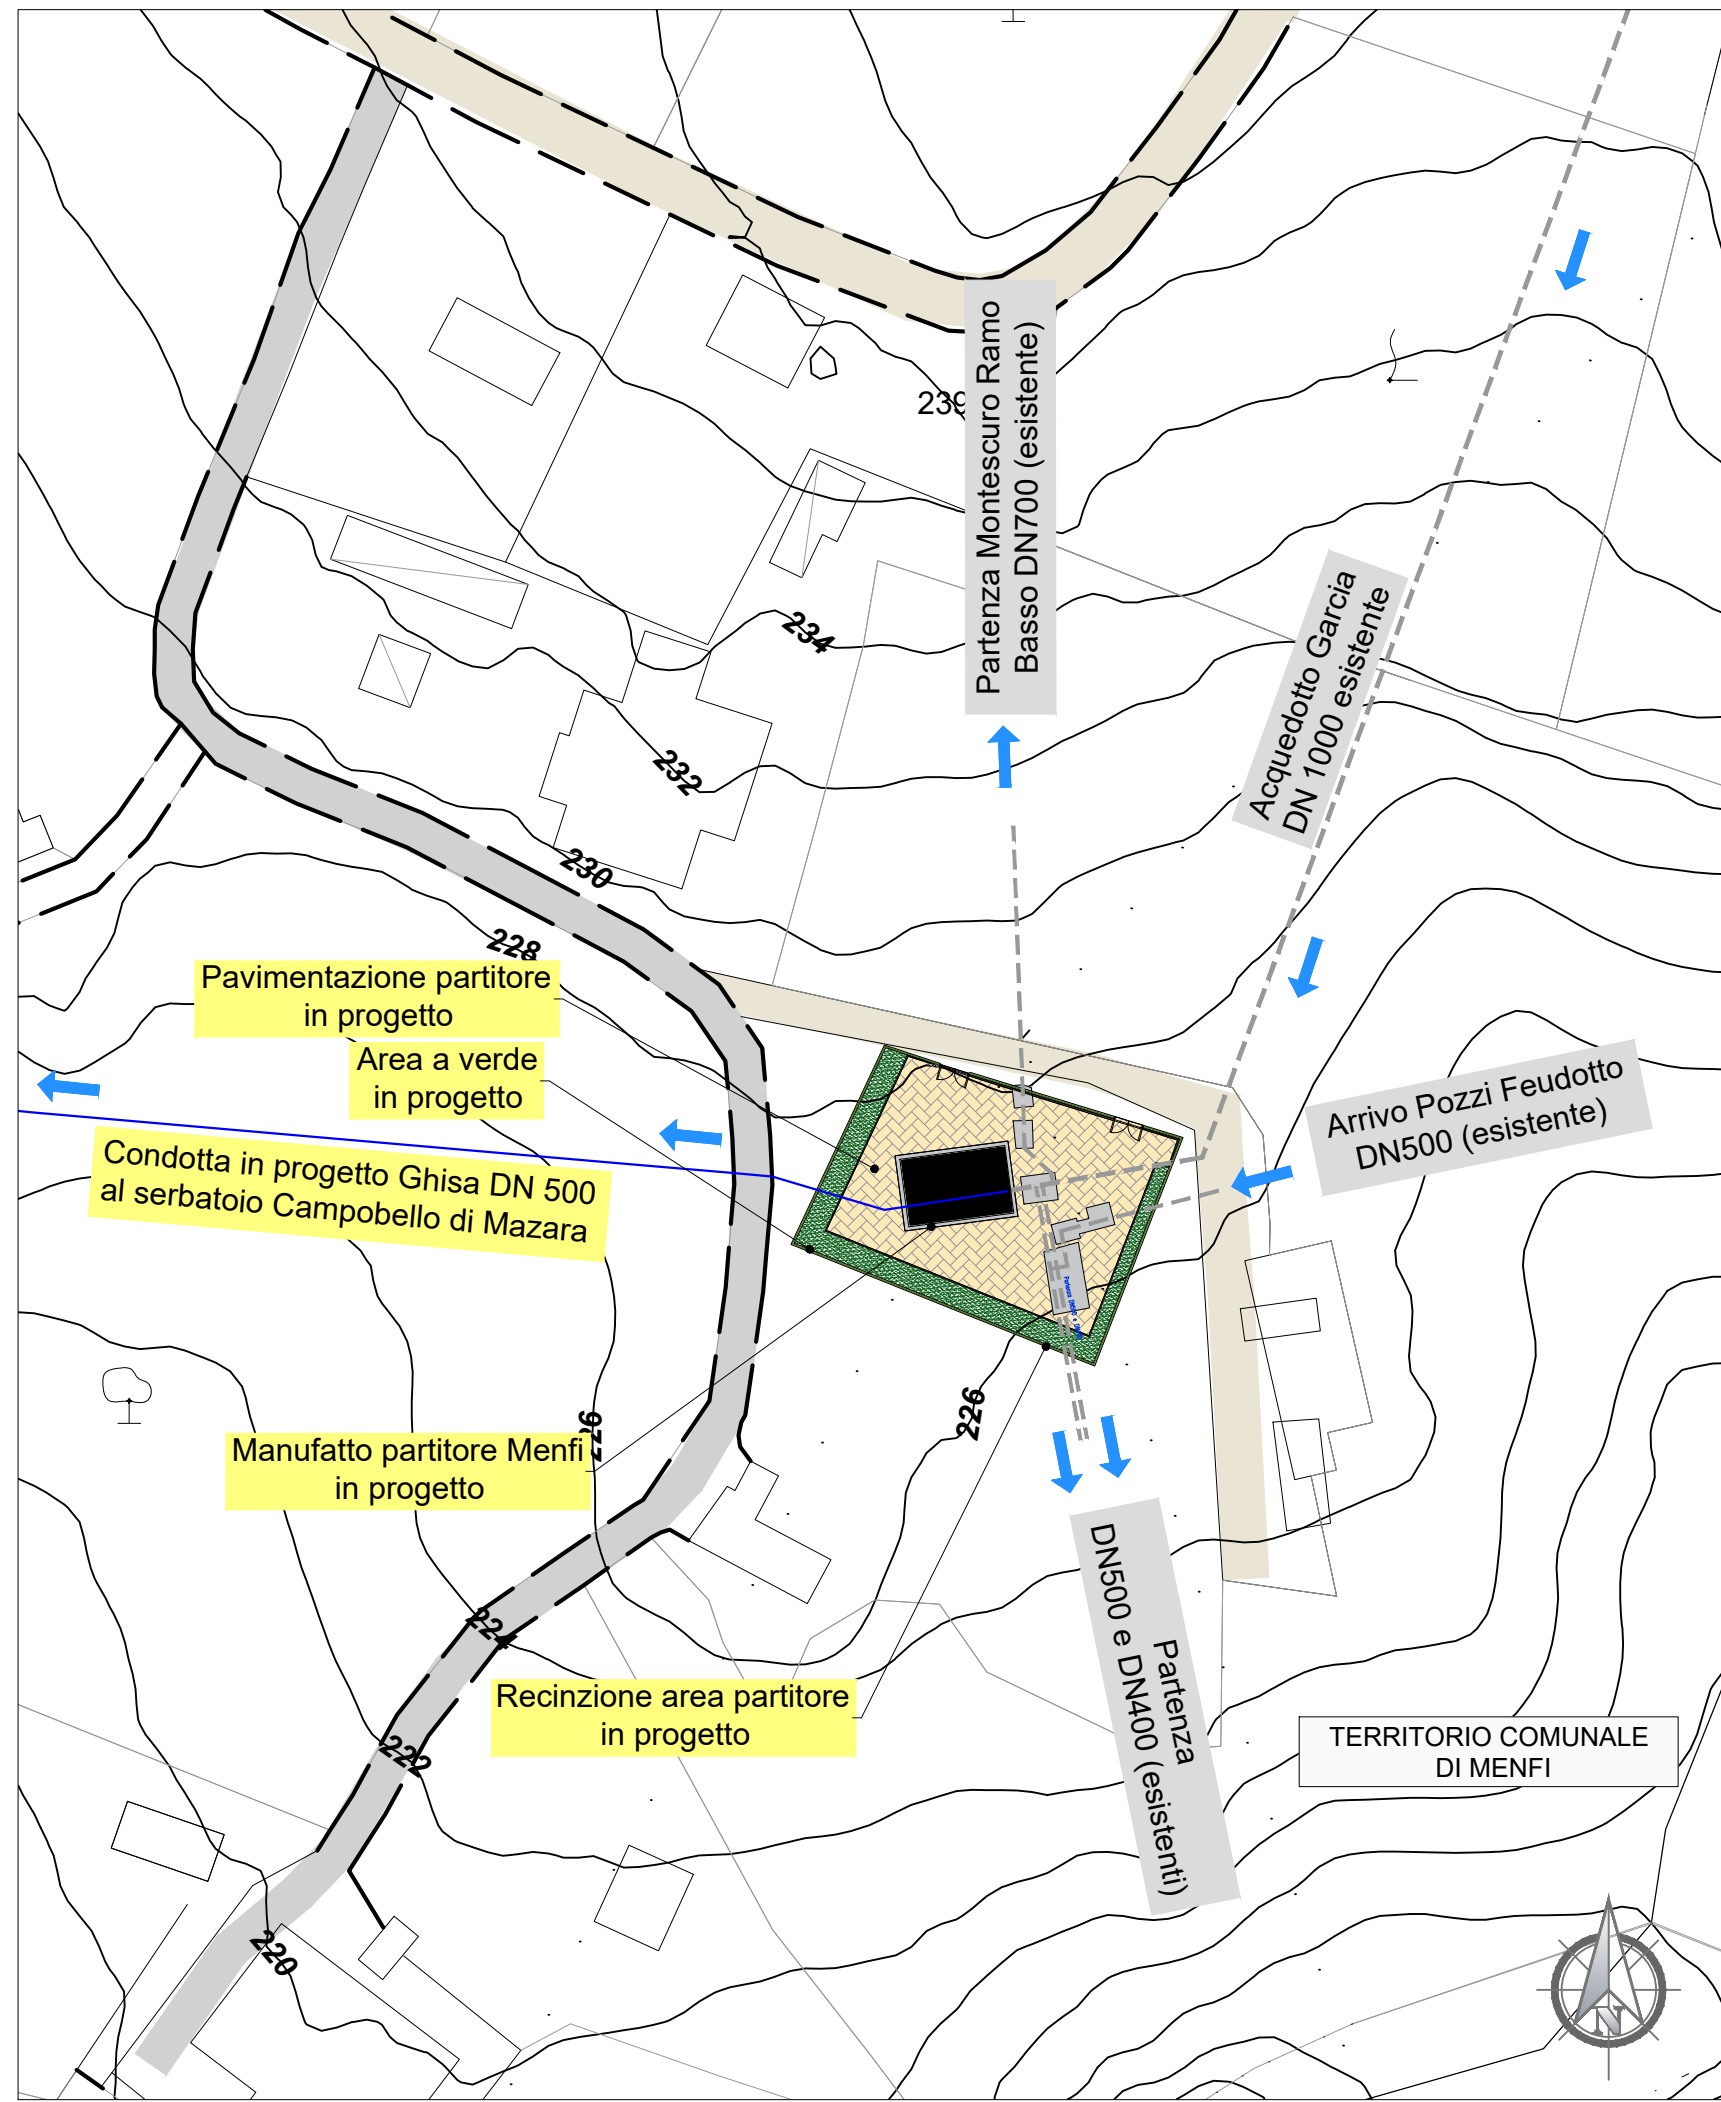 Partenza Montescuro Ramo
Basso DN700 (esistente)
239
Acquedotto Garcia
DN 1000 esistente
234
232
230
228
Pavimentazione partitore
in progetto
Area a verde
in progetto
Arrivo Pozzi Feudotto
DN500 (esistente)
Condotta in progetto Ghisa DN 500
al serbatoio Campobello di Mazara
226
226
Manufatto partitore Menfi
in progetto
Partenza
DN500 e DN400 (esistenti)
224
Recinzione area partitore
in progetto
222
TERRITORIO COMUNALE
DI MENFI
220
N